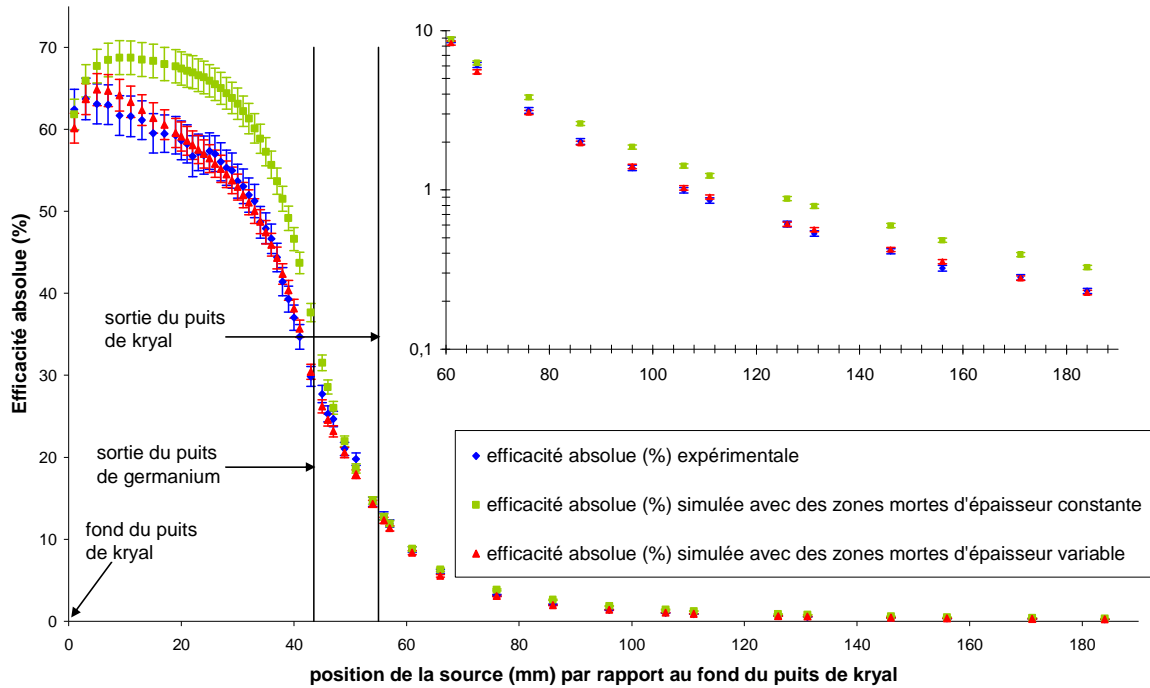 Efficacité absolue (%)
70
60
50
40
30
20
10
0
0
20
40
60
80
100
120
140
160
180
position de la source (mm) par rapport au fond du puits de kryal
sortie du puits
de kryal
sortie du puits
de germanium
fond du puits
de kryal
10
1
0,1
60
80
100
120
140
160
180
efficacité absolue (%) expérimentale
efficacité absolue (%) simulée avec des zones mortes d'épaisseur constante
efficacité absolue (%) simulée avec des zones mortes d'épaisseur variable